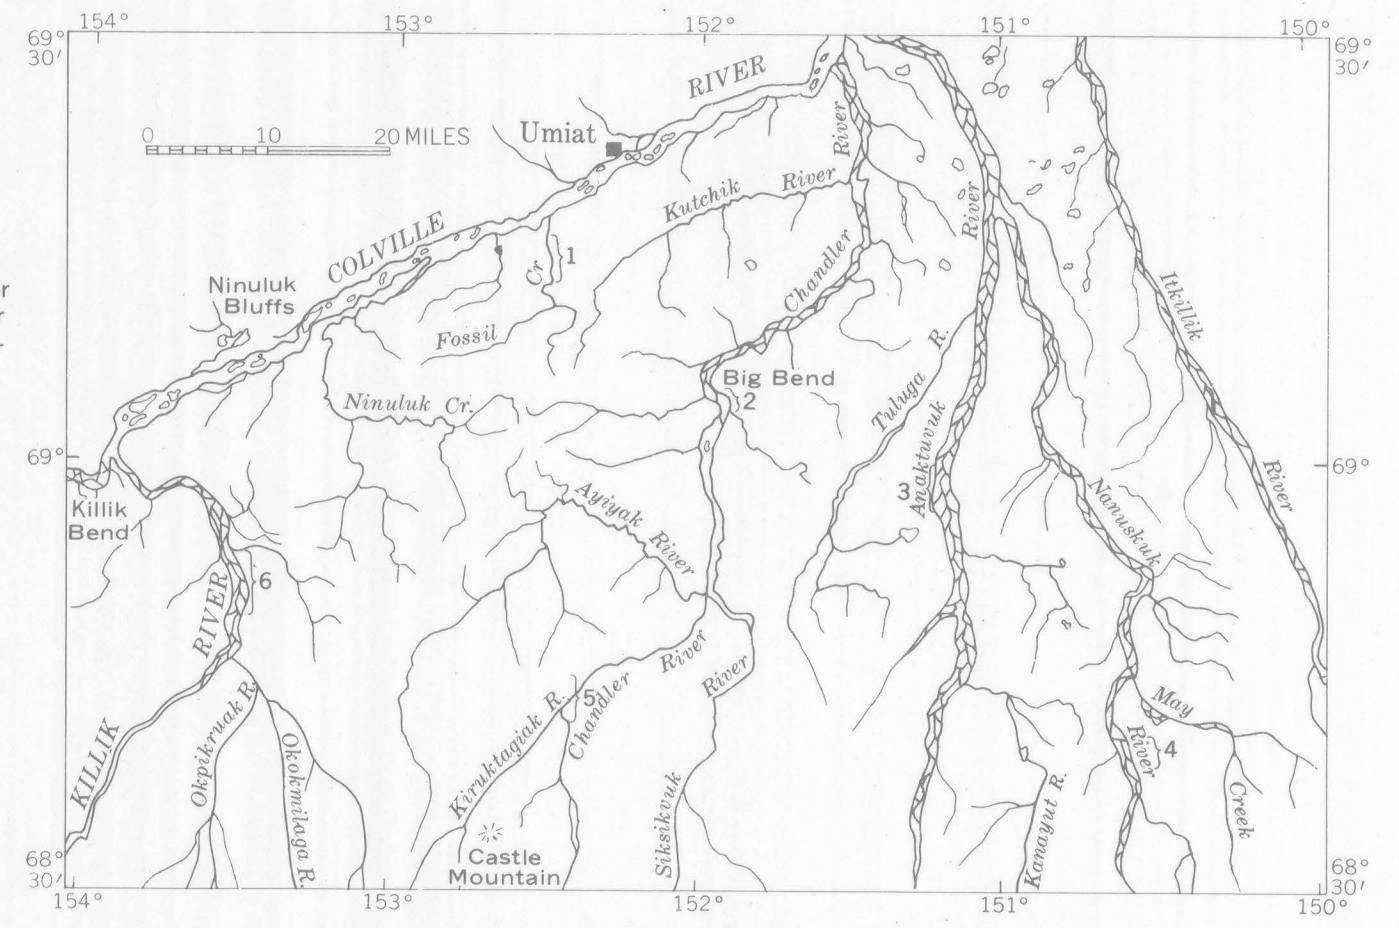 154°
153°
152°
151°
150°
69°
30′
69°
30′
RIVER
0 10 20 MILES
Umiat
River
Kutchik River
River
COLVILLE
1
Cr
Chandler
Ninuluk
Bluffs
Itkillik
Fossil
R.
Big Bend
Tuluga
Ninuluk Cr.
2
Anaktuvuk
69°
69°
River
3
Nanuskuk
Ayiyak River
Killik
Bend
6
RIVER
River
River
Kiruktagiak R.
5
Chandler
May
River
4
KILLIK
Okpikruak R.
Okokmilaga R.
Siksikvuk
Kanayut R.
Creek
Castle
Mountain
68°
30′
68°
30′
154°
153°
152°
151°
150°